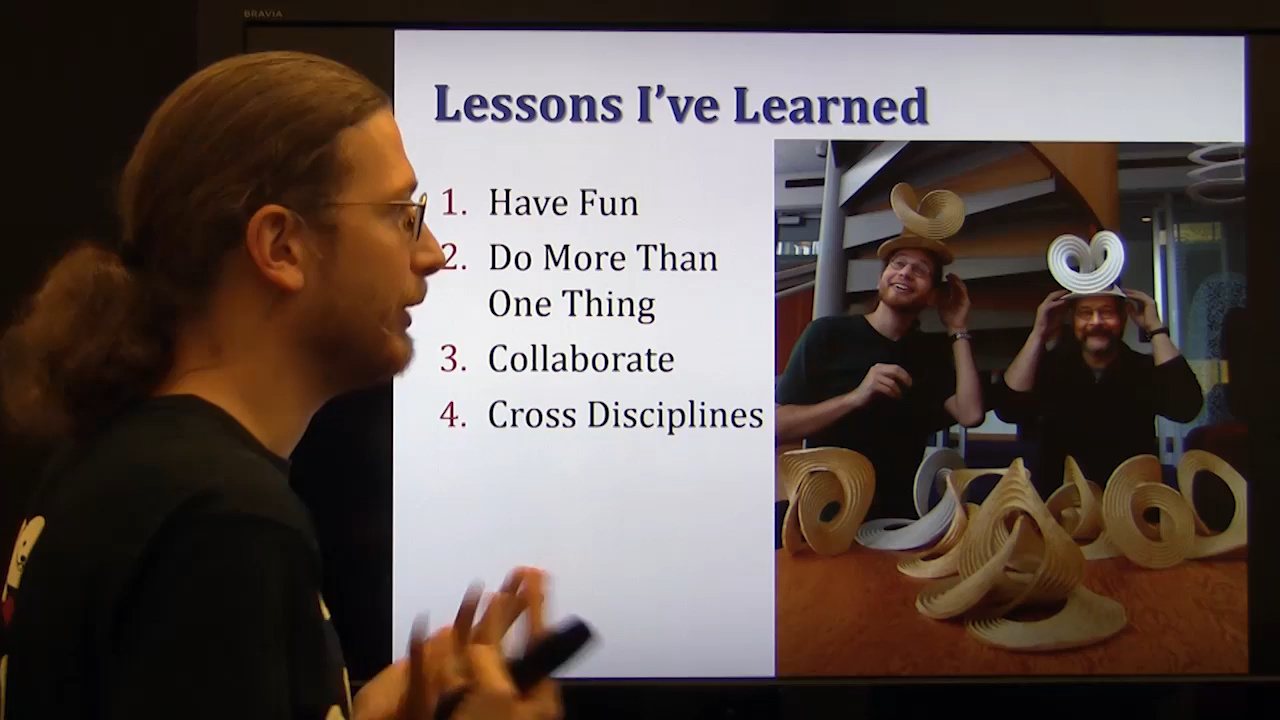 BRAVIA
Lessons I've Learned
1. Have Fun
2. Do More Than
One Thing
3. Collaborate
4. Cross Disciplines